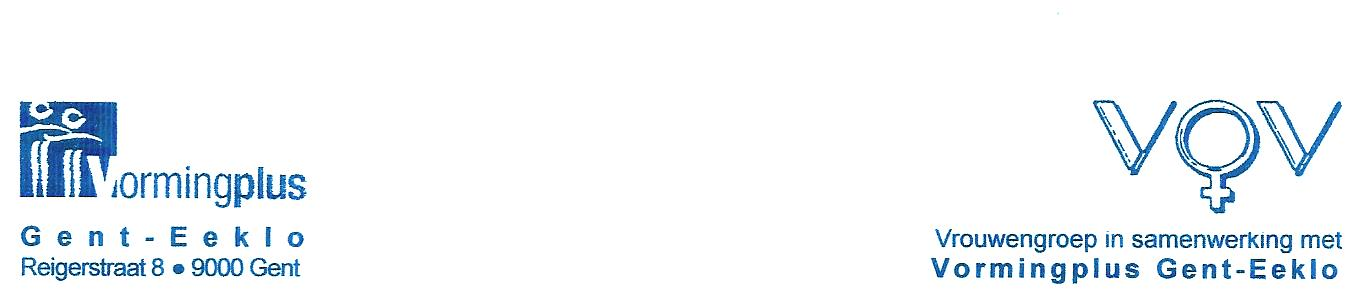 Vormingplus
Gent-Eeklo
Reigerstraat 8 ● 9000 Gent
VOV
Vrouwengroep in samenwerking met
Vormingplus Gent-Eeklo